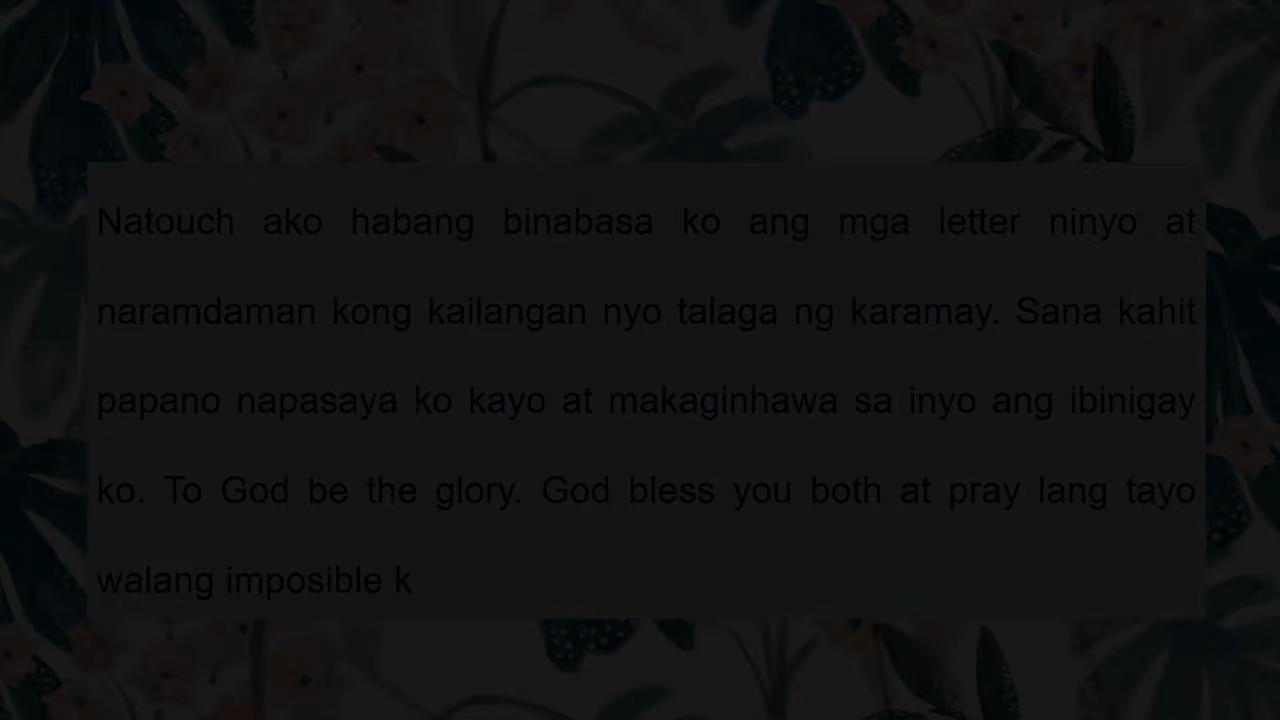 Natouch ako habang binabasa ko ang mga letter ninyo at
naramdaman kong kailangan nyo talaga ng karamay. Sana kahit
papano napasaya ko kayo at makaginhawa sa inyo ang ibinigay
ko. To God be the glory. God bless you both at pray lang tayo
walang imposible k